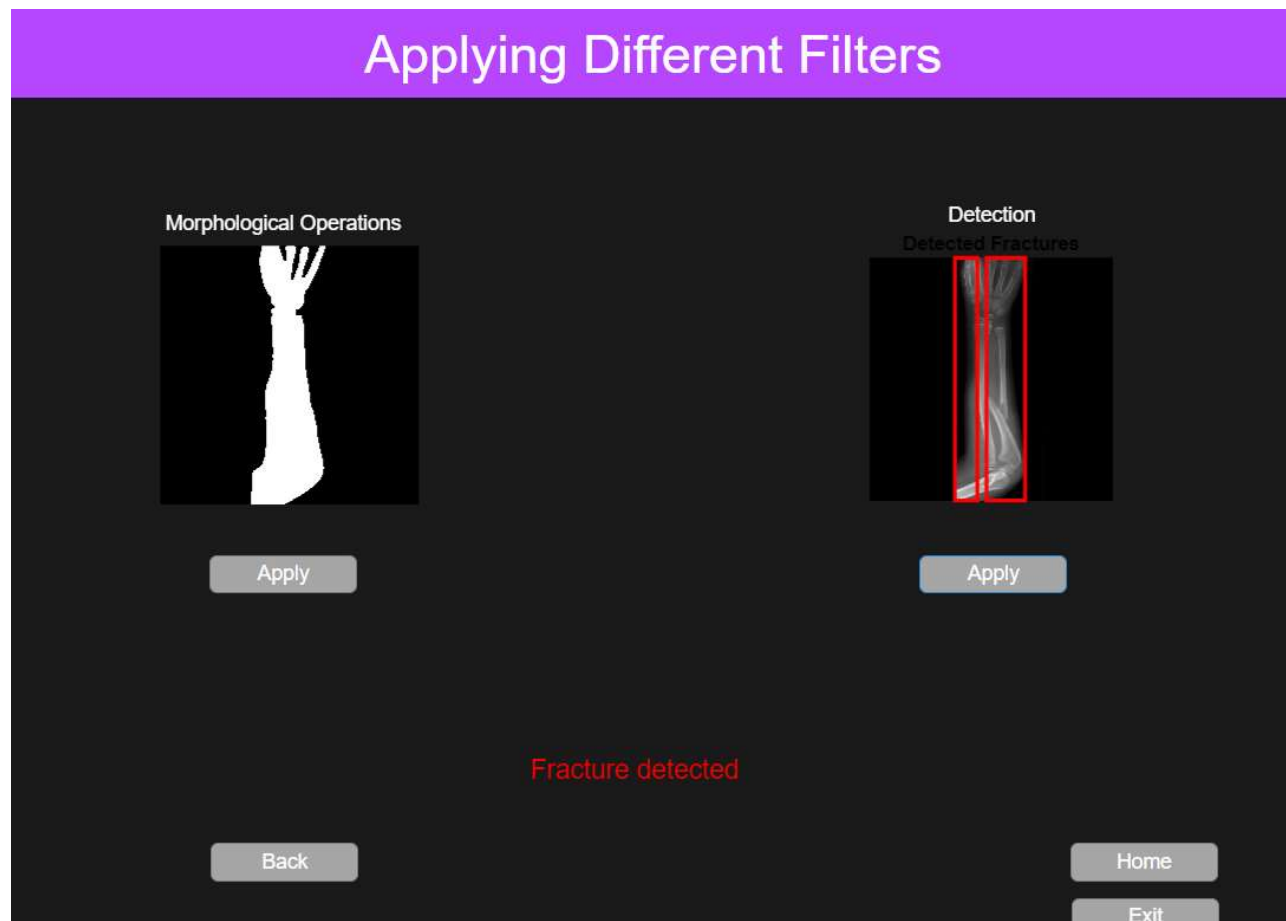 Applying Different Filters
Morphological Operations
Detection
Detected Fractures
Apply
Apply
Fracture detected
Back
Home
Exit